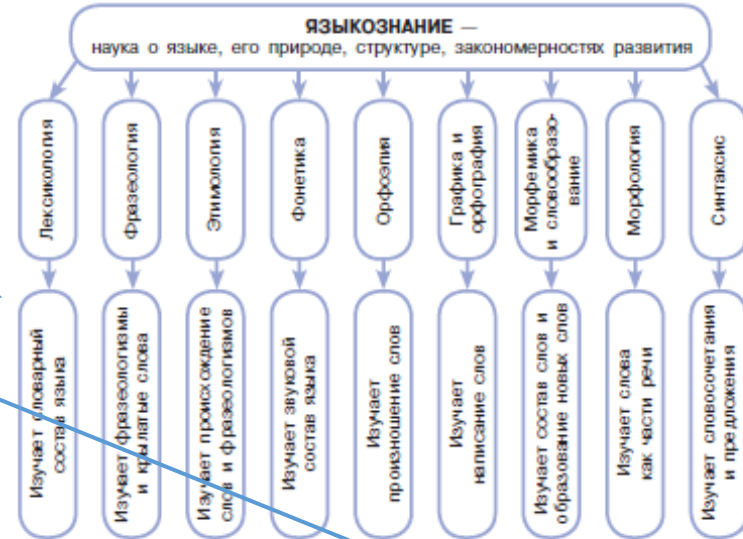 ЯЗЫКОЗНАНИЕ —
наука о языке, его природе, структуре, закономерностях развития
Лексикология
Фразеология
Этимология
Фонетика
Орфоэпия
Графика и
орфография
Морфемика
и словообразо-
вание
Морфология
Синтаксис
Изучает словарный
состав языка
Изучает фразеологизмы
и крылатые слова
Изучает происхождение
слов и фразеологизмов
Изучает звуковой
состав языка
Изучает
произношение слов
Изучает
написание слов
Изучает состав слов и
образование новых слов
Изучает слова
как части речи
Изучает словосочетания
и предложения